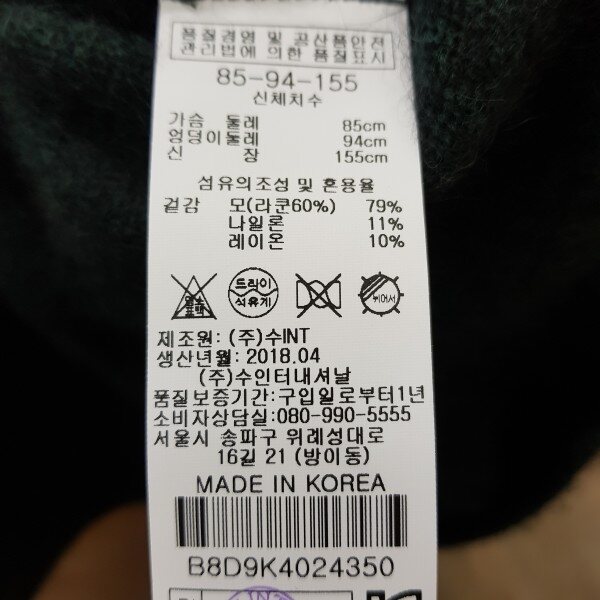 품질경영 및 공산품안전
관리법에 의한 품질표시
85-94-155
신체치수
가슴 둘레 85cm
엉덩이둘레 94cm
신 장 155cm
섬유의조성 및 혼용율
겉감 모(라쿤60%) 79%
나일론 11%
레이온 10%
염소표백 드라이 석유계 뉘어서
제조원: (주)수INT
생산년월: 2018.04
(주)수인터내셔날
품질보증기간:구입일로부터1년
소비자상담실:080-990-5555
서울시 송파구 위례성대로
16길 21 (방이동)
MADE IN KOREA
B8D9K4024350